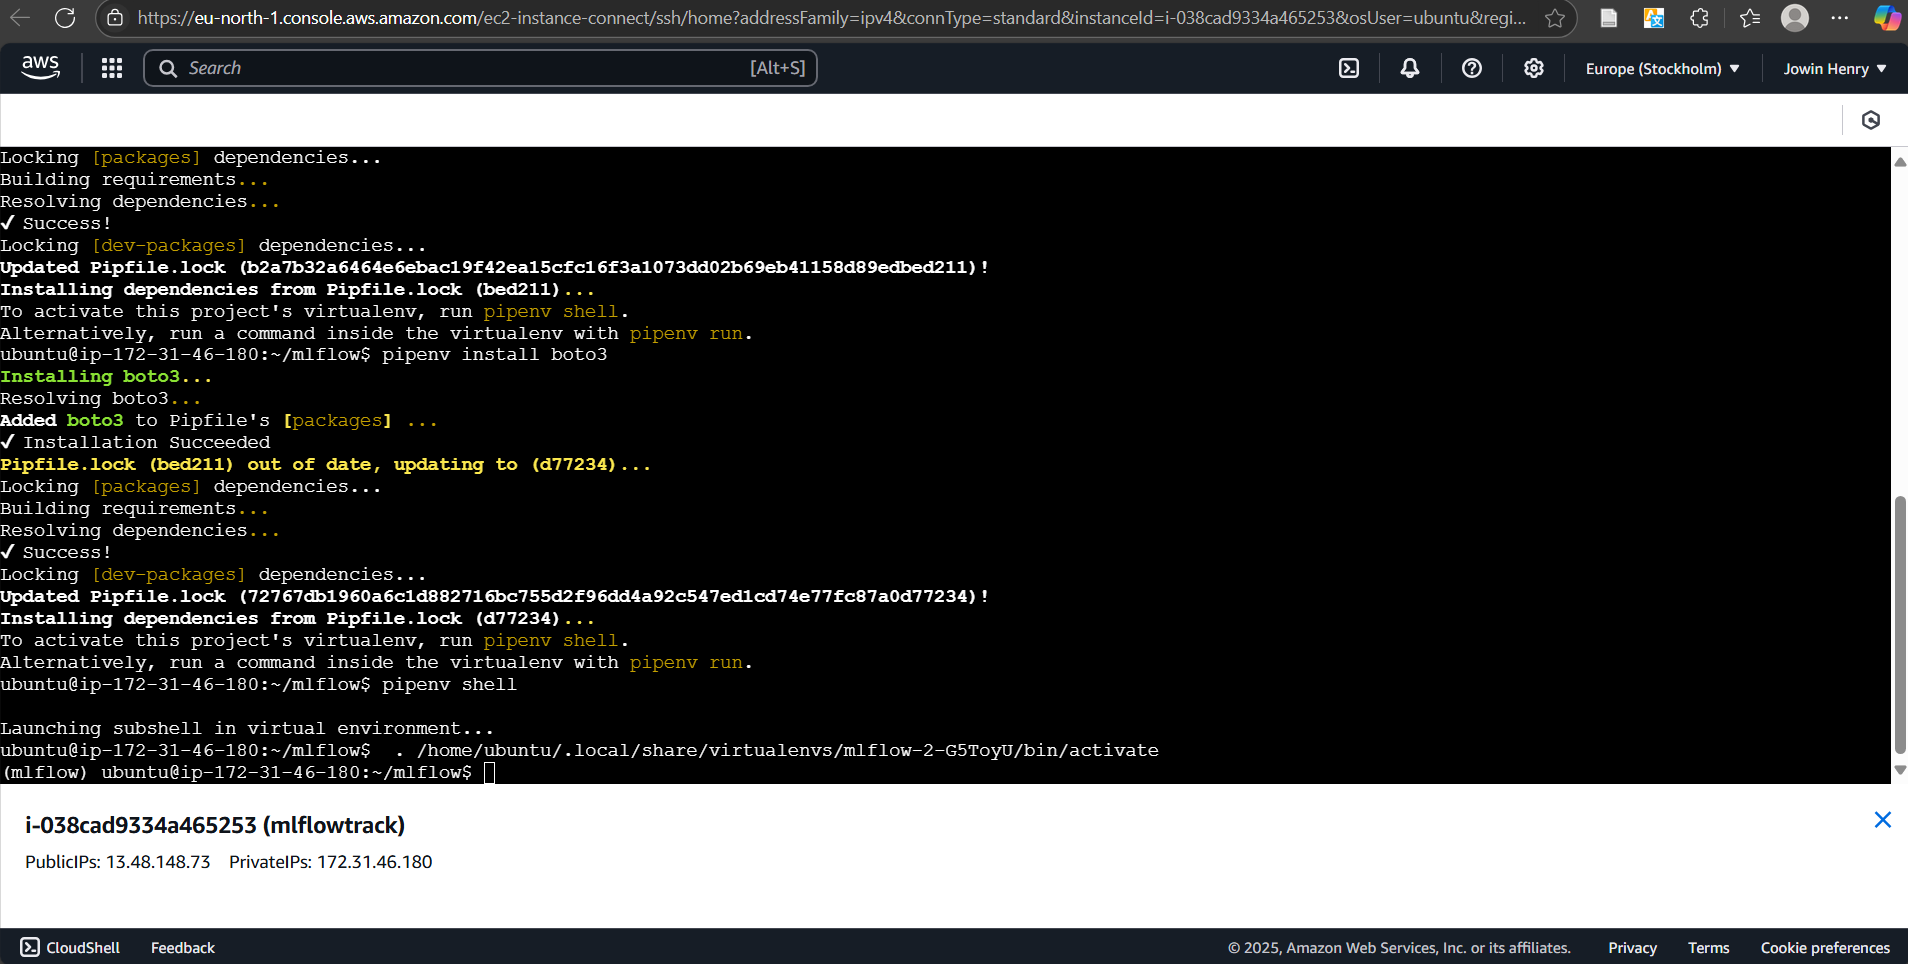 https://eu-north-1.console.aws.amazon.com/ec2-instance-connect/ssh/home?addressFamily=ipv4&connType=standard&instanceId=i-038cad9334a465253&osUser=ubuntu&regi...
aws
Search [Alt+S]
Europe (Stockholm)
Jowin Henry
Locking [packages] dependencies...
Building requirements...
Resolving dependencies...
✔ Success!
Locking [dev-packages] dependencies...
Updated Pipfile.lock (b2a7b32a6464e6ebac19f42ea15cfc16f3a1073dd02b69eb41158d89edbed211)!
Installing dependencies from Pipfile.lock (bed211)...
To activate this project's virtualenv, run pipenv shell.
Alternatively, run a command inside the virtualenv with pipenv run.
ubuntu@ip-172-31-46-180:~/mlflow$ pipenv install boto3
Installing boto3...
Resolving boto3...
Added boto3 to Pipfile's [packages] ...
✔ Installation Succeeded
Pipfile.lock (bed211) out of date, updating to (d77234)...
Locking [packages] dependencies...
Building requirements...
Resolving dependencies...
✔ Success!
Locking [dev-packages] dependencies...
Updated Pipfile.lock (72767db1960a6c1d882716bc755d2f96dd4a92c547ed1cd74e77fc87a0d77234)!
Installing dependencies from Pipfile.lock (d77234)...
To activate this project's virtualenv, run pipenv shell.
Alternatively, run a command inside the virtualenv with pipenv run.
ubuntu@ip-172-31-46-180:~/mlflow$ pipenv shell
Launching subshell in virtual environment...
ubuntu@ip-172-31-46-180:~/mlflow$  . /home/ubuntu/.local/share/virtualenvs/mlflow-2-G5ToyU/bin/activate
(mlflow) ubuntu@ip-172-31-46-180:~/mlflow$
i-038cad9334a465253 (mlflowtrack)
PublicIPs: 13.48.148.73 PrivateIPs: 172.31.46.180
CloudShell Feedback © 2025, Amazon Web Services, Inc. or its affiliates. Privacy Terms Cookie preferences